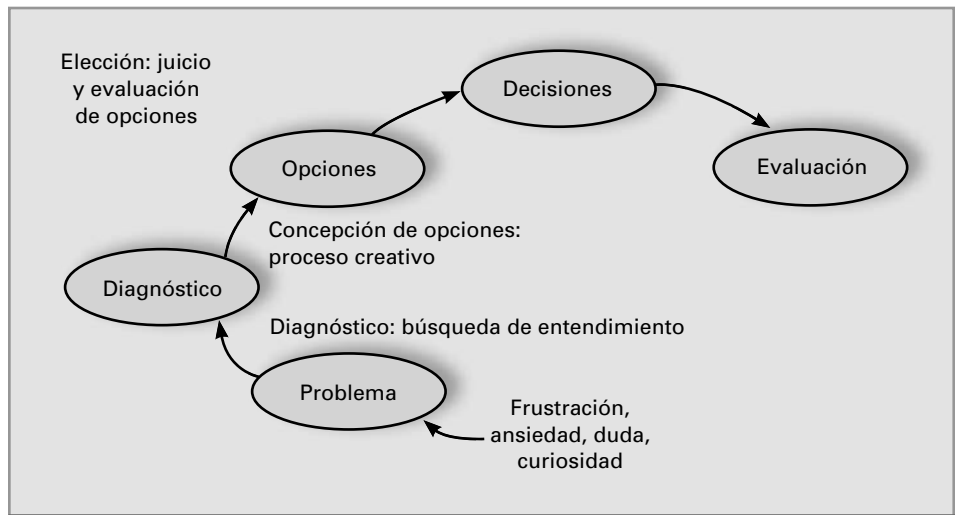 Elección: juicio
y evaluación
de opciones
Decisiones
Opciones
Evaluación
Concepción de opciones:
proceso creativo
Diagnóstico
Diagnóstico: búsqueda de entendimiento
Problema
Frustración,
ansiedad, duda,
curiosidad